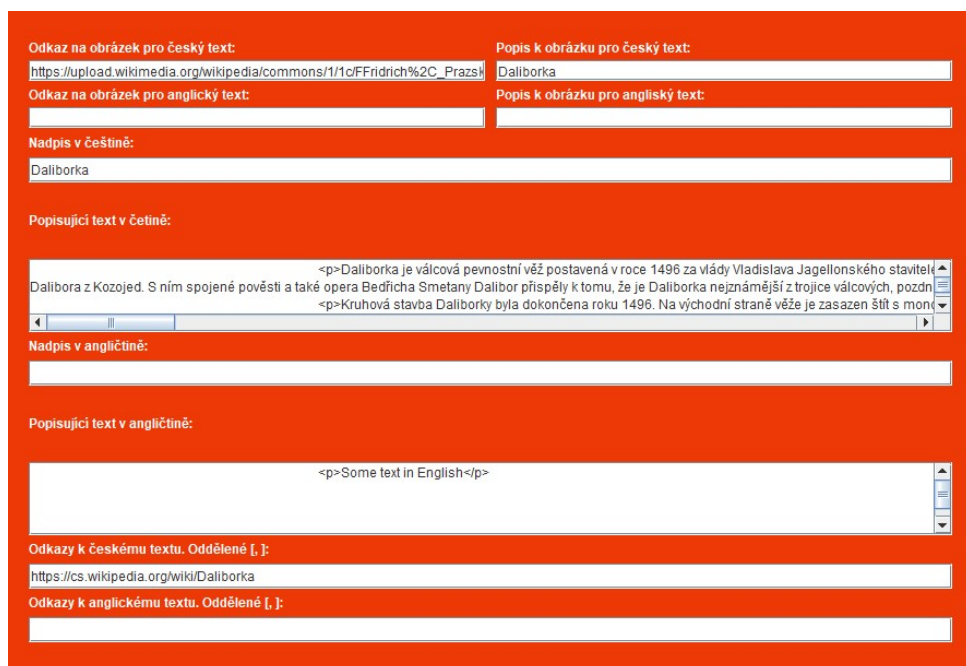 Odkaz na obrázek pro český text: Popis k obrázku pro český text:
https://upload.wikimedia.org/wikipedia/commons/1/1c/FFridrich%2C_Prazsk Daliborka
Odkaz na obrázek pro anglický text: Popis k obrázku pro angliský text:
Nadpis v češtině:
Daliborka
Popisující text v četině:
<p>Daliborka je válcová pevnostní věž postavená v roce 1496 za vlády Vladislava Jagellonského stavitele
Dalibora z Kozojed. S ním spojené pověsti a také opera Bedřicha Smetany Dalibor přispěly k tomu, že je Daliborka nejznámější z trojice válcových, pozdn
<p>Kruhová stavba Daliborky byla dokončena roku 1496. Na východní straně věže je zasazen štít s mono
Nadpis v angličtině:
Popisující text v angličtině:
<p>Some text in English</p>
Odkazy k českému textu. Oddělené [, ]:
https://cs.wikipedia.org/wiki/Daliborka
Odkazy k anglickému textu. Oddělené [, ]: